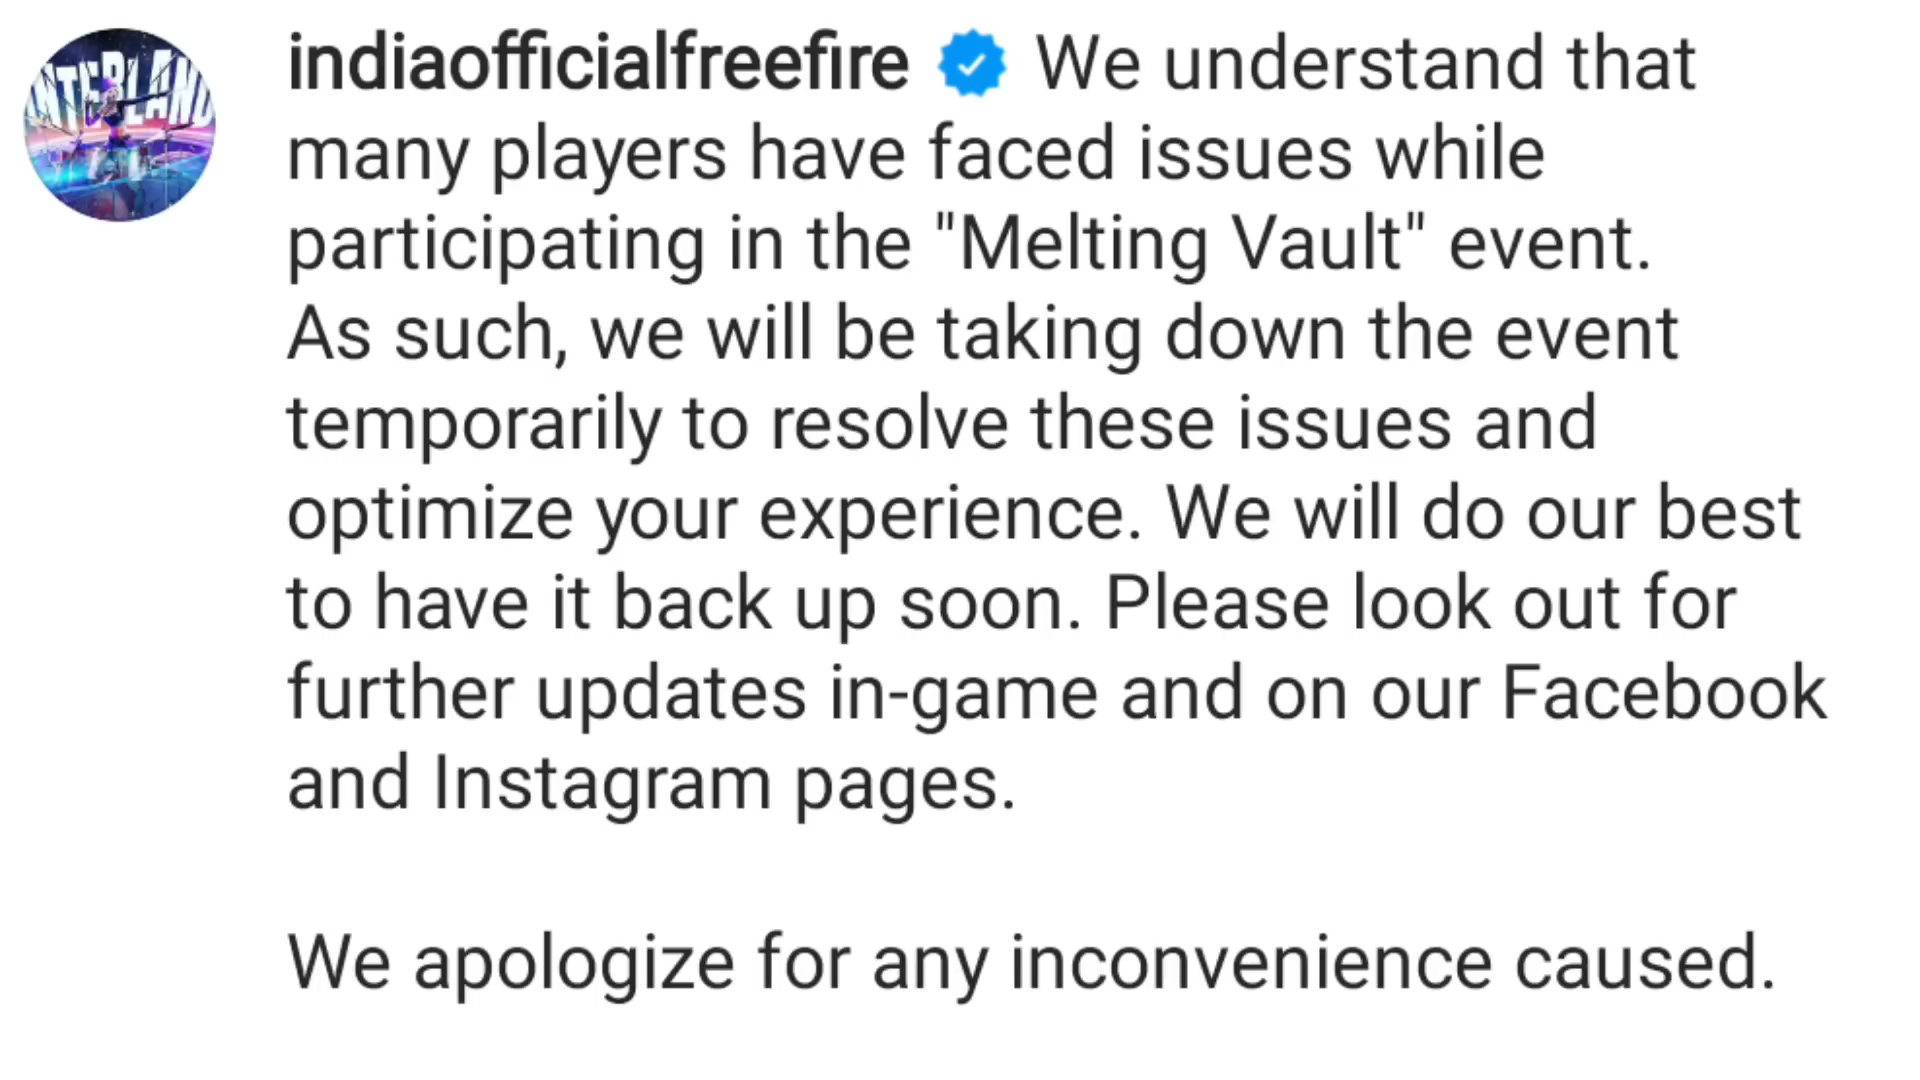 indiaofficialfreefire We understand that
many players have faced issues while
participating in the "Melting Vault" event.
As such, we will be taking down the event
temporarily to resolve these issues and
optimize your experience. We will do our best
to have it back up soon. Please look out for
further updates in-game and on our Facebook
and Instagram pages.
We apologize for any inconvenience caused.